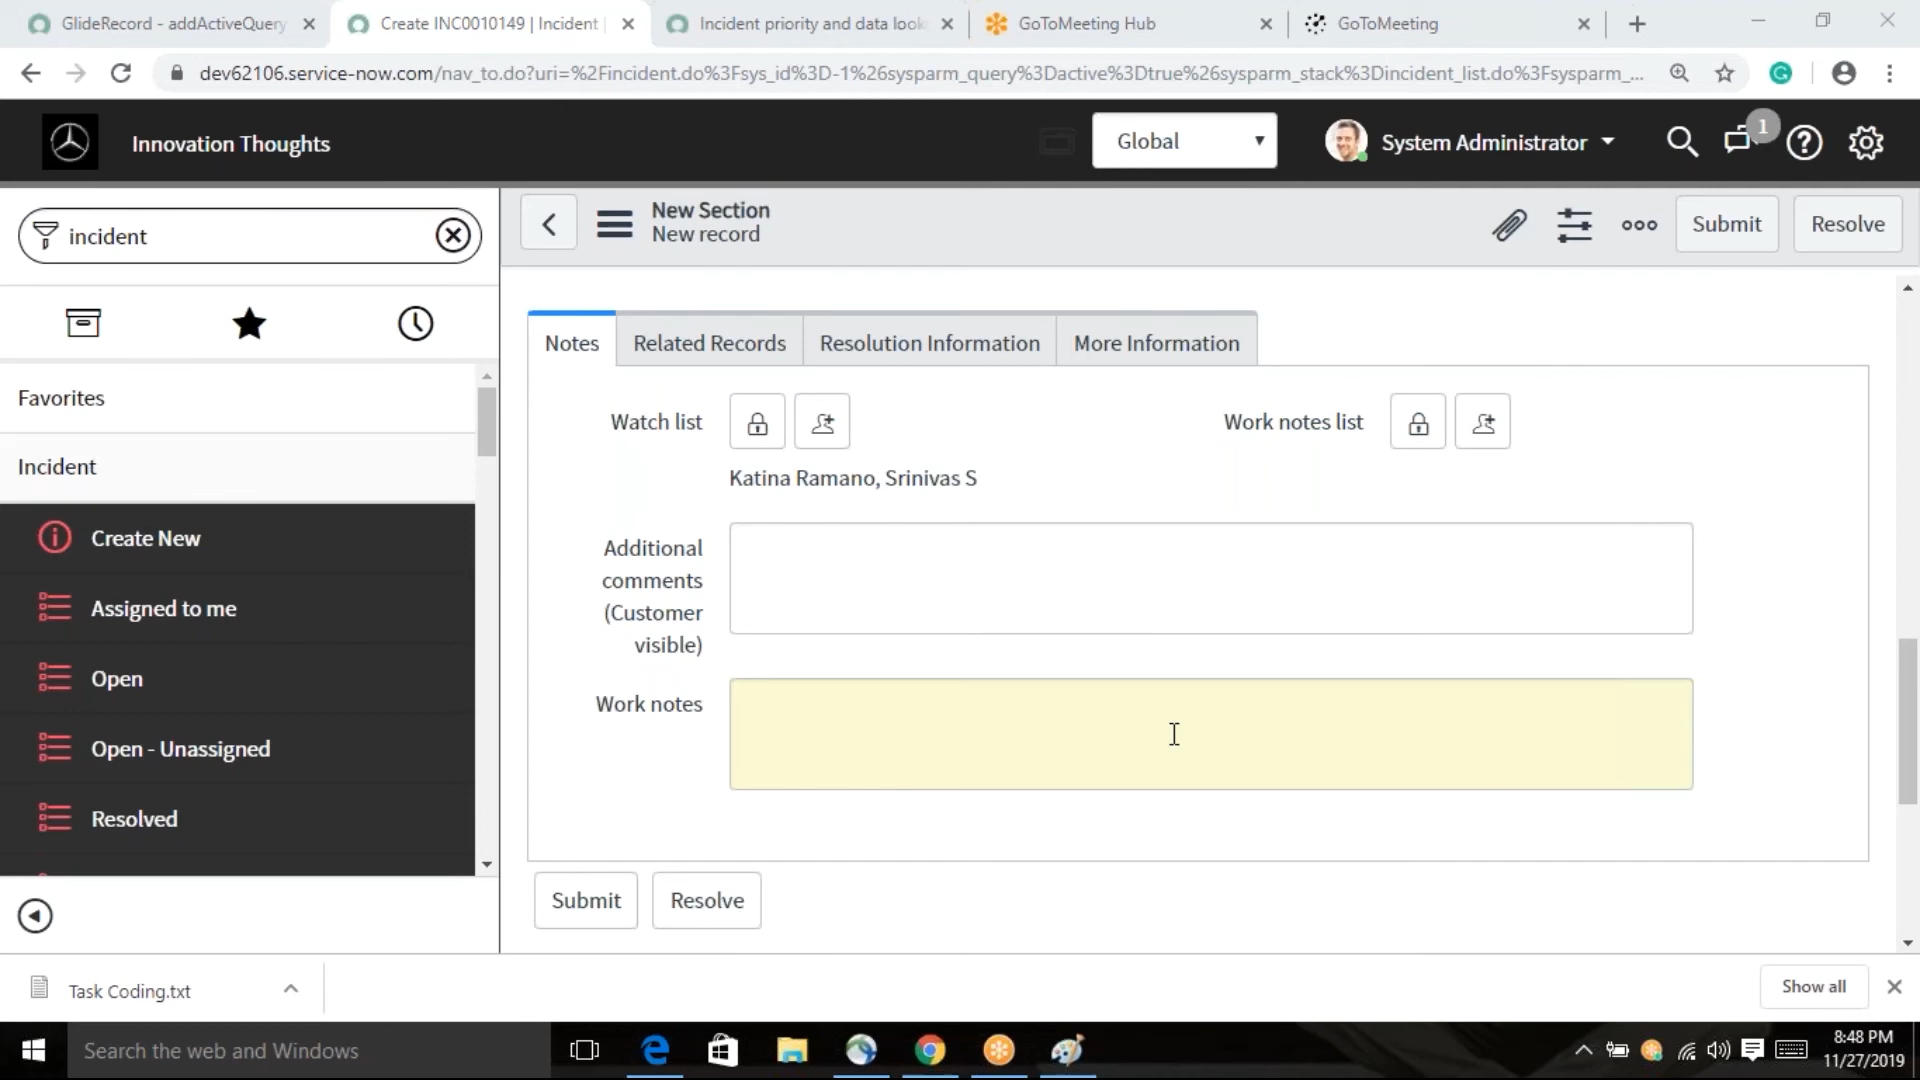 GlideRecord - addActiveQuery
Create INC0010149 | Incident |
Incident priority and data look
GoToMeeting Hub
GoToMeeting
dev62106.service-now.com/nav_to.do?uri=%2Fincident.do%3Fsys_id%3D-1%26sysparm_query%3Dactive%3Dtrue%26sysparm_stack%3Dincident_list.do%3Fsysparm_...
Innovation Thoughts
Global
System Administrator
1
incident
New Section
New record
Submit
Resolve
Favorites
Incident
Create New
Assigned to me
Open
Open - Unassigned
Resolved
Notes
Related Records
Resolution Information
More Information
Watch list
Work notes list
Katina Ramano, Srinivas S
Additional
comments
(Customer
visible)
Work notes
Submit
Resolve
Task Coding.txt
Show all
Search the web and Windows
8:48 PM
11/27/2019